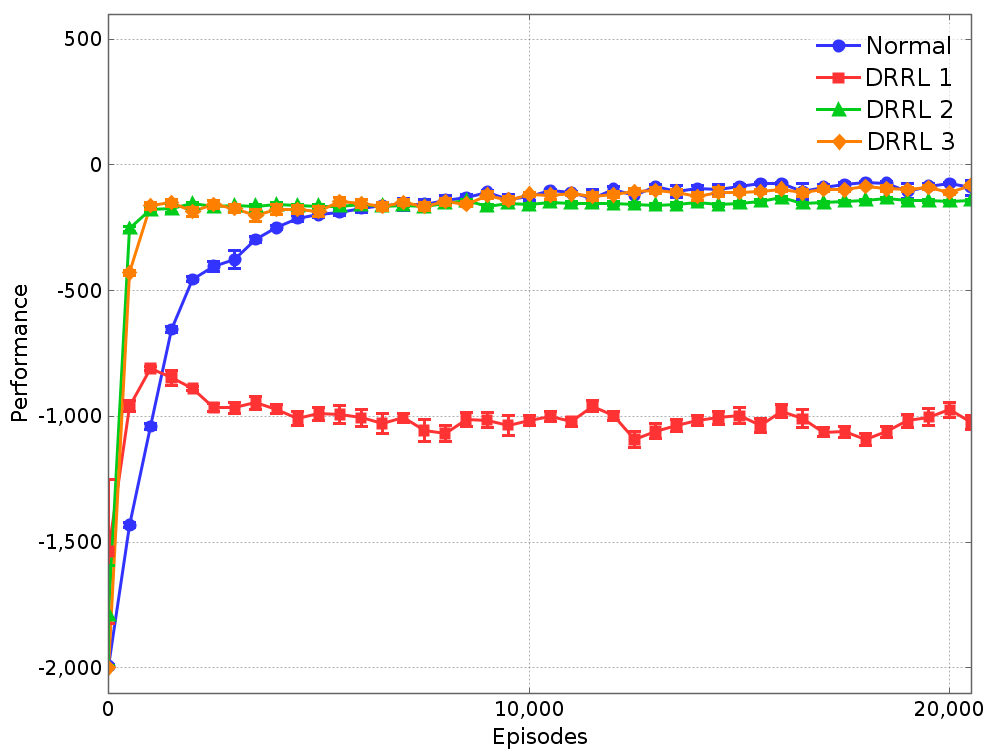 500
0
-500
-1,000
-1,500
-2,000
Performance
Normal
DRRL 1
DRRL 2
DRRL 3
0
10,000
20,000
Episodes